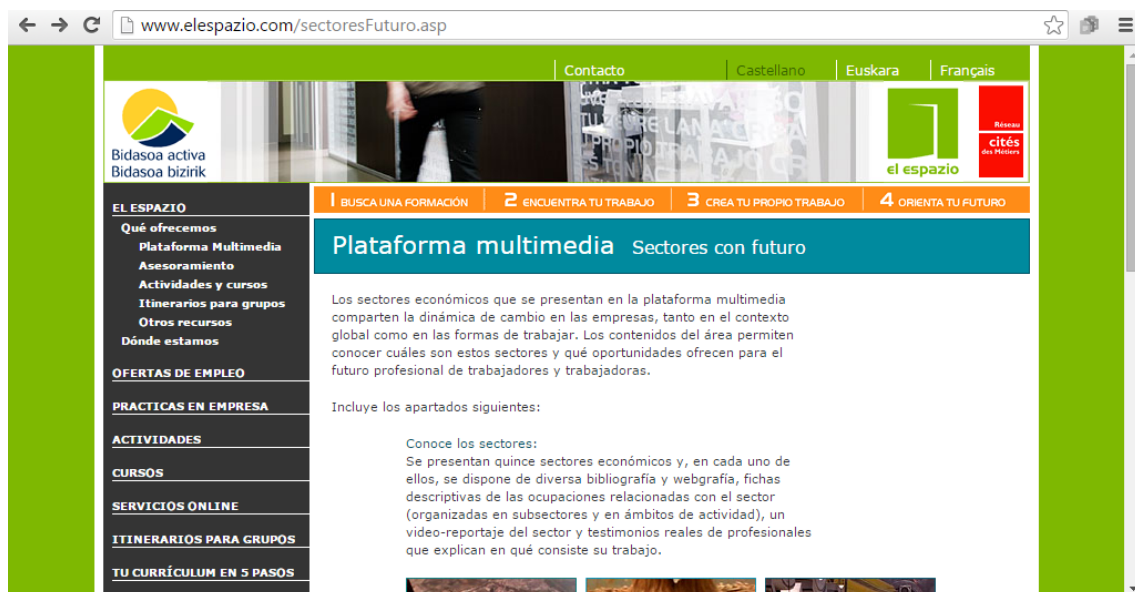 www.elespazio.com/sectoresFuturo.asp
Contacto
Castellano
Euskara
Français
Bidasoa activa
Bidasoa bizirik
el espazio
Réseau
cités
des Métiers
1 BUSCA UNA FORMACIÓN
2 ENCUENTRA TU TRABAJO
3 CREA TU PROPIO TRABAJO
4 ORIENTA TU FUTURO
EL ESPAZIO
Qué ofrecemos
Plataforma Multimedia
Asesoramiento
Actividades y cursos
Itinerarios para grupos
Otros recursos
Dónde estamos
OFERTAS DE EMPLEO
PRACTICAS EN EMPRESA
ACTIVIDADES
CURSOS
SERVICIOS ONLINE
ITINERARIOS PARA GRUPOS
TU CURRÍCULUM EN 5 PASOS
Plataforma multimedia Sectores con futuro
Los sectores económicos que se presentan en la plataforma multimedia
comparten la dinámica de cambio en las empresas, tanto en el contexto
global como en las formas de trabajar. Los contenidos del área permiten
conocer cuáles son estos sectores y qué oportunidades ofrecen para el
futuro profesional de trabajadores y trabajadoras.
Incluye los apartados siguientes:
Conoce los sectores:
Se presentan quince sectores económicos y, en cada uno de
ellos, se dispone de diversa bibliografía y webgrafía, fichas
descriptivas de las ocupaciones relacionadas con el sector
(organizadas en subsectores y en ámbitos de actividad), un
video-reportaje del sector y testimonios reales de profesionales
que explican en qué consiste su trabajo.